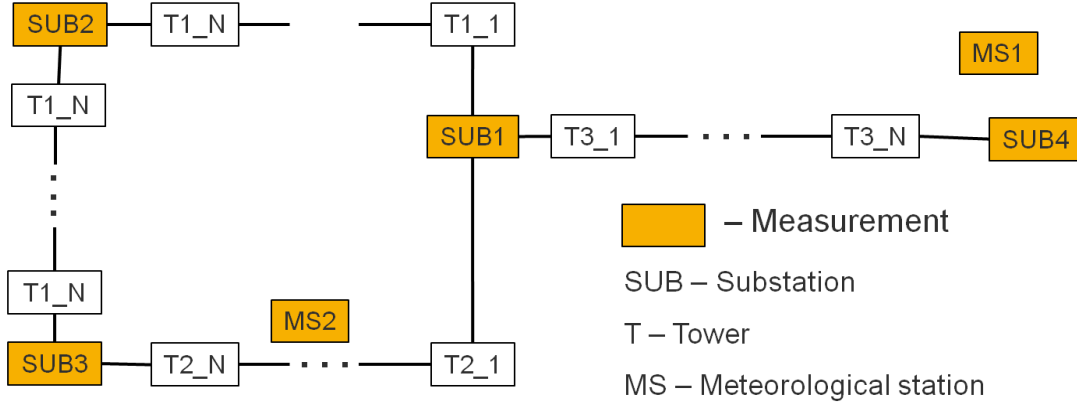 SUB2
T1_N
T1_1
MS1
T1_N
SUB1
T3_1
. . .
T3_N
SUB4
– Measurement
SUB – Substation
T1_N
MS2
T – Tower
SUB3
T2_N
. . .
T2_1
MS – Meteorological station